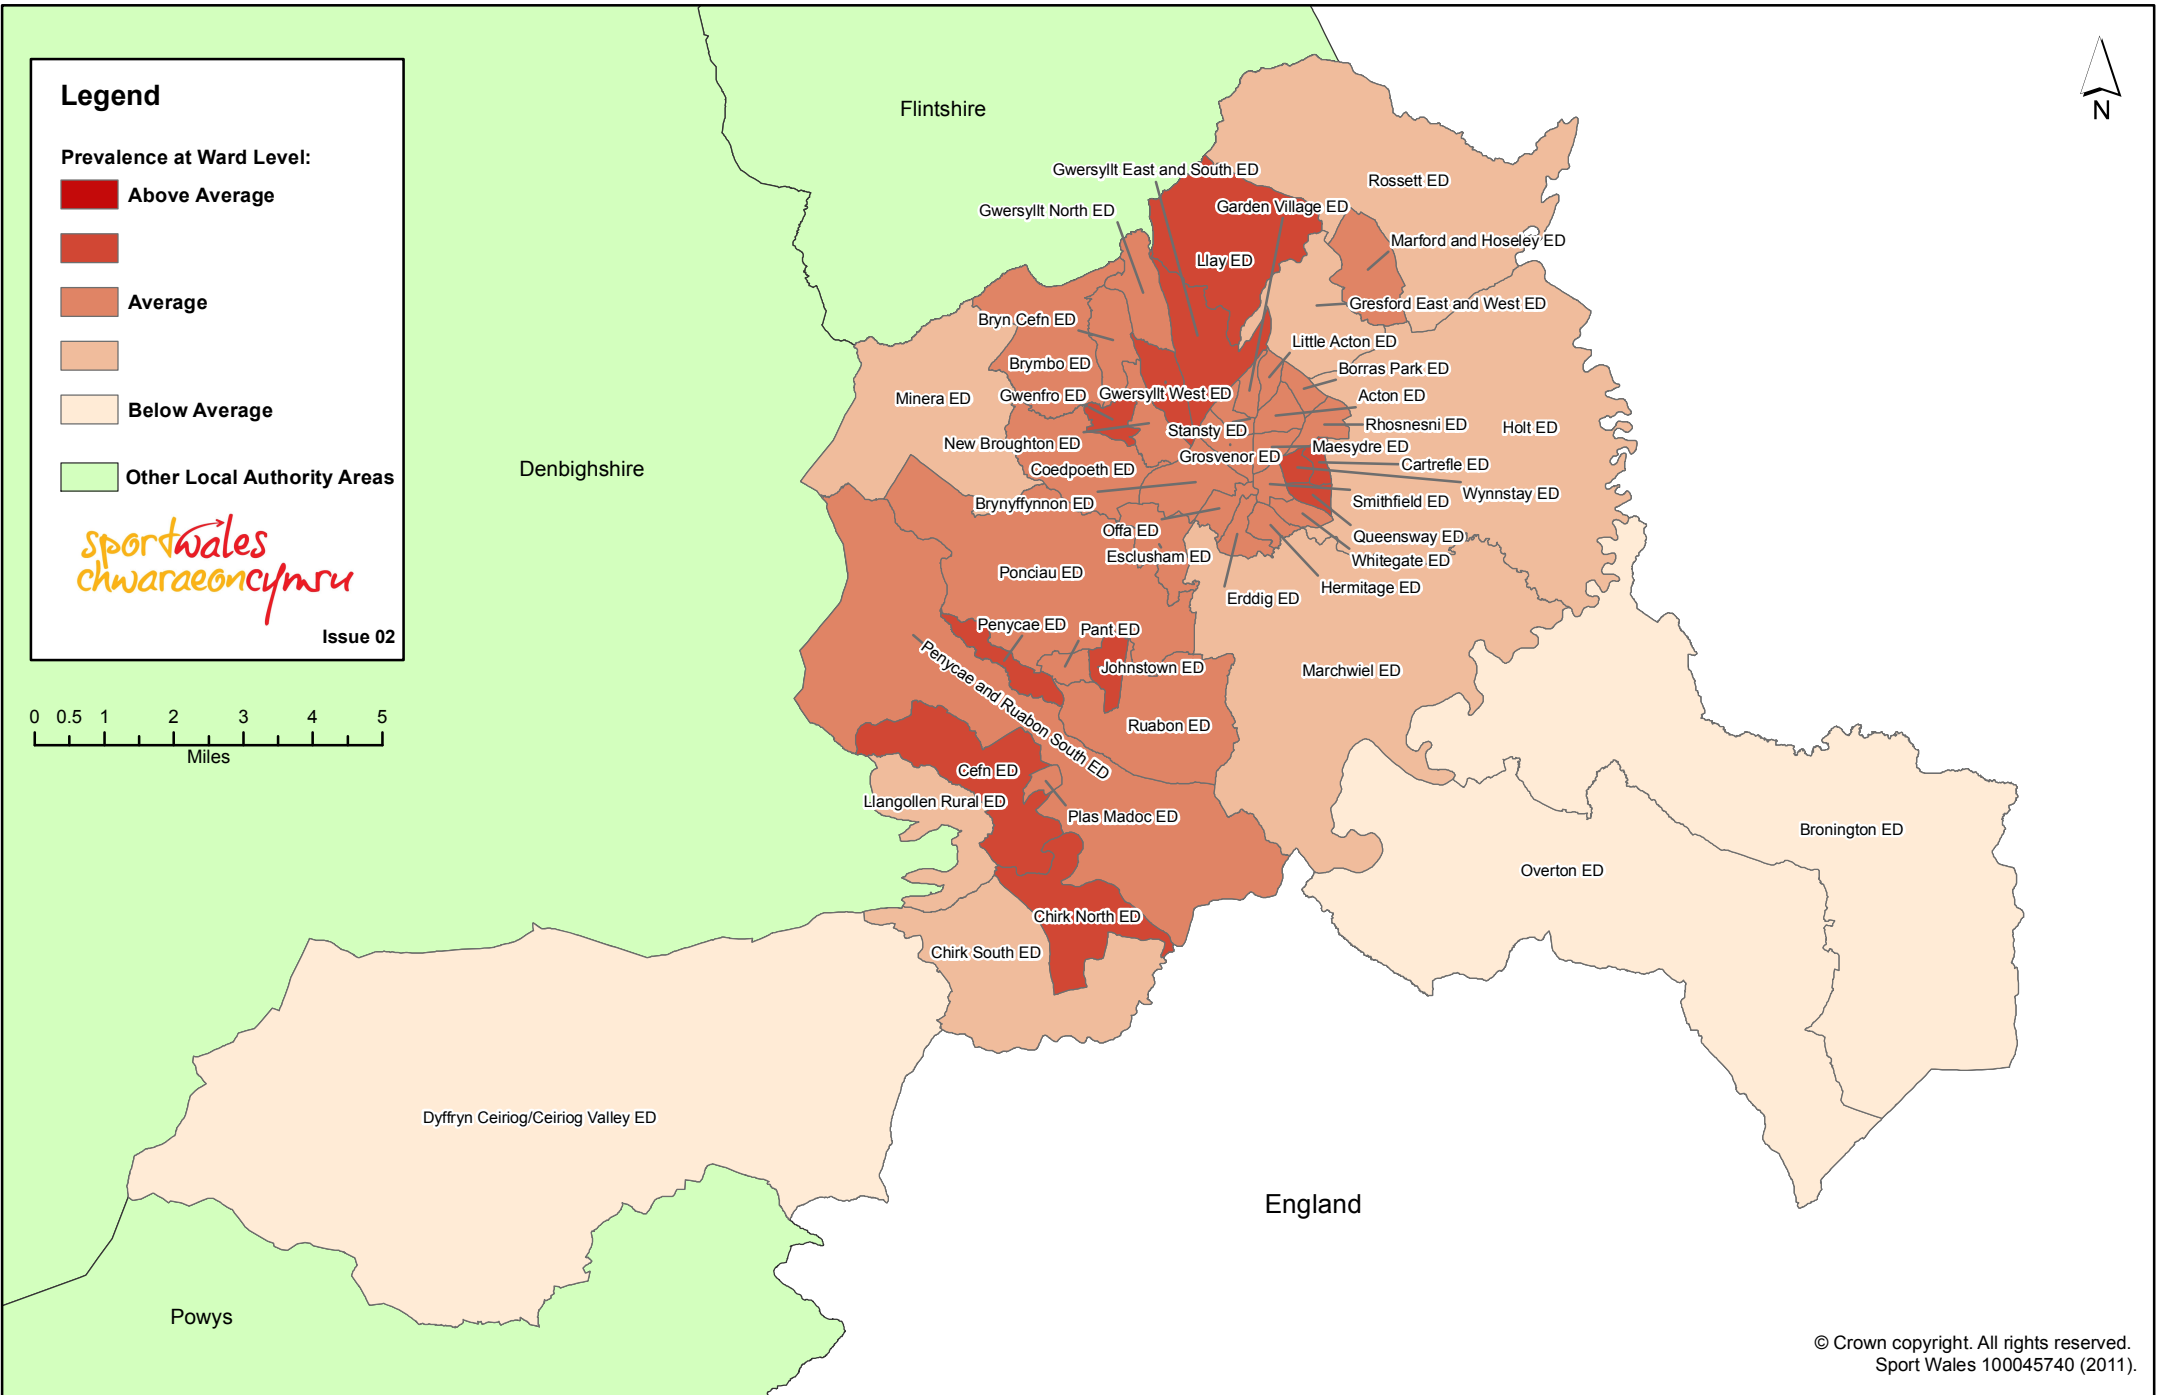 Legend
Prevalence at Ward Level:
Above Average
Average
Below Average
Other Local Authority Areas
sportwales
chwaraeoncymru
Issue 02
0 0.5 1 2 3 4 5
Miles
N
Flintshire
Denbighshire
Powys
England
Gwersyllt East and South ED
Rossett ED
Gwersyllt North ED
Garden Village ED
Marford and Hoseley ED
Llay ED
Gresford East and West ED
Bryn Cefn ED
Little Acton ED
Brymbo ED
Borras Park ED
Minera ED
Gwenfro ED
Gwersyllt West ED
Acton ED
Rhosnesni ED
Holt ED
New Broughton ED
Stansty ED
Maesydre ED
Coedpoeth ED
Grosvenor ED
Cartrefle ED
Wynnstay ED
Brynyffynnon ED
Smithfield ED
Offa ED
Queensway ED
Esclusham ED
Whitegate ED
Ponciau ED
Hermitage ED
Erddig ED
Penycae ED
Pant ED
Johnstown ED
Marchwiel ED
Penycae and Ruabon South ED
Ruabon ED
Cefn ED
Llangollen Rural ED
Plas Madoc ED
Bronington ED
Overton ED
Chirk North ED
Chirk South ED
Dyffryn Ceiriog/Ceiriog Valley ED
© Crown copyright. All rights reserved.
Sport Wales 100045740 (2011).